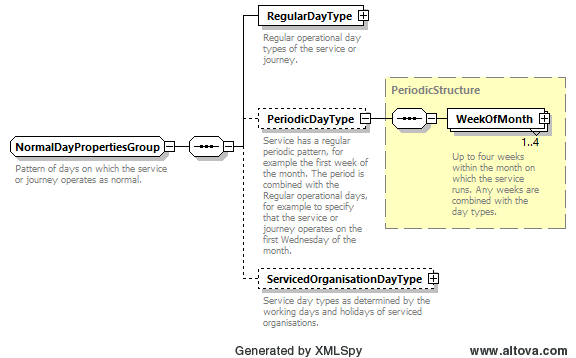 RegularDayType
Regular operational day
types of the service or
journey.
PeriodicStructure
PeriodicDayType
WeekOfMonth
1..4
Service has a regular
periodic pattern, for
example the first week of
the month. The period is
combined with the
Regular operational days,
for example to specify
that the service or
journey operates on the
first Wednesday of the
month.
Up to four weeks
within the month on
which the service
runs. Any weeks are
combined with the
day types.
NormalDayPropertiesGroup
Pattern of days on which the service
or journey operates as normal.
ServicedOrganisationDayType
Service day types as determined by the
working days and holidays of serviced
organisations.
Generated by XMLSpy
www.altova.com